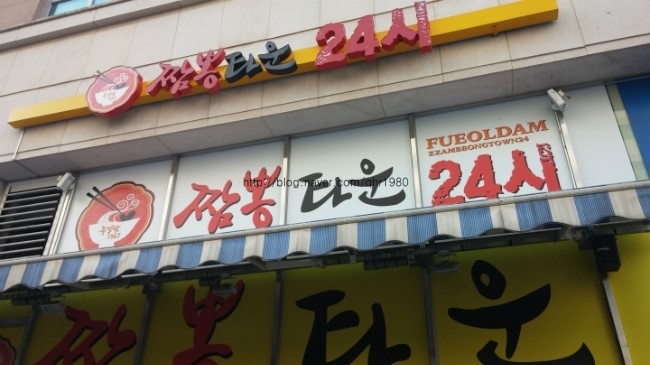 짬뽕타운 24시
FUEOLDAM
ZZAMBBONGTOWN24
짬뽕타운 24시
http://blog.naver.com/qhr1980
짬뽕타운